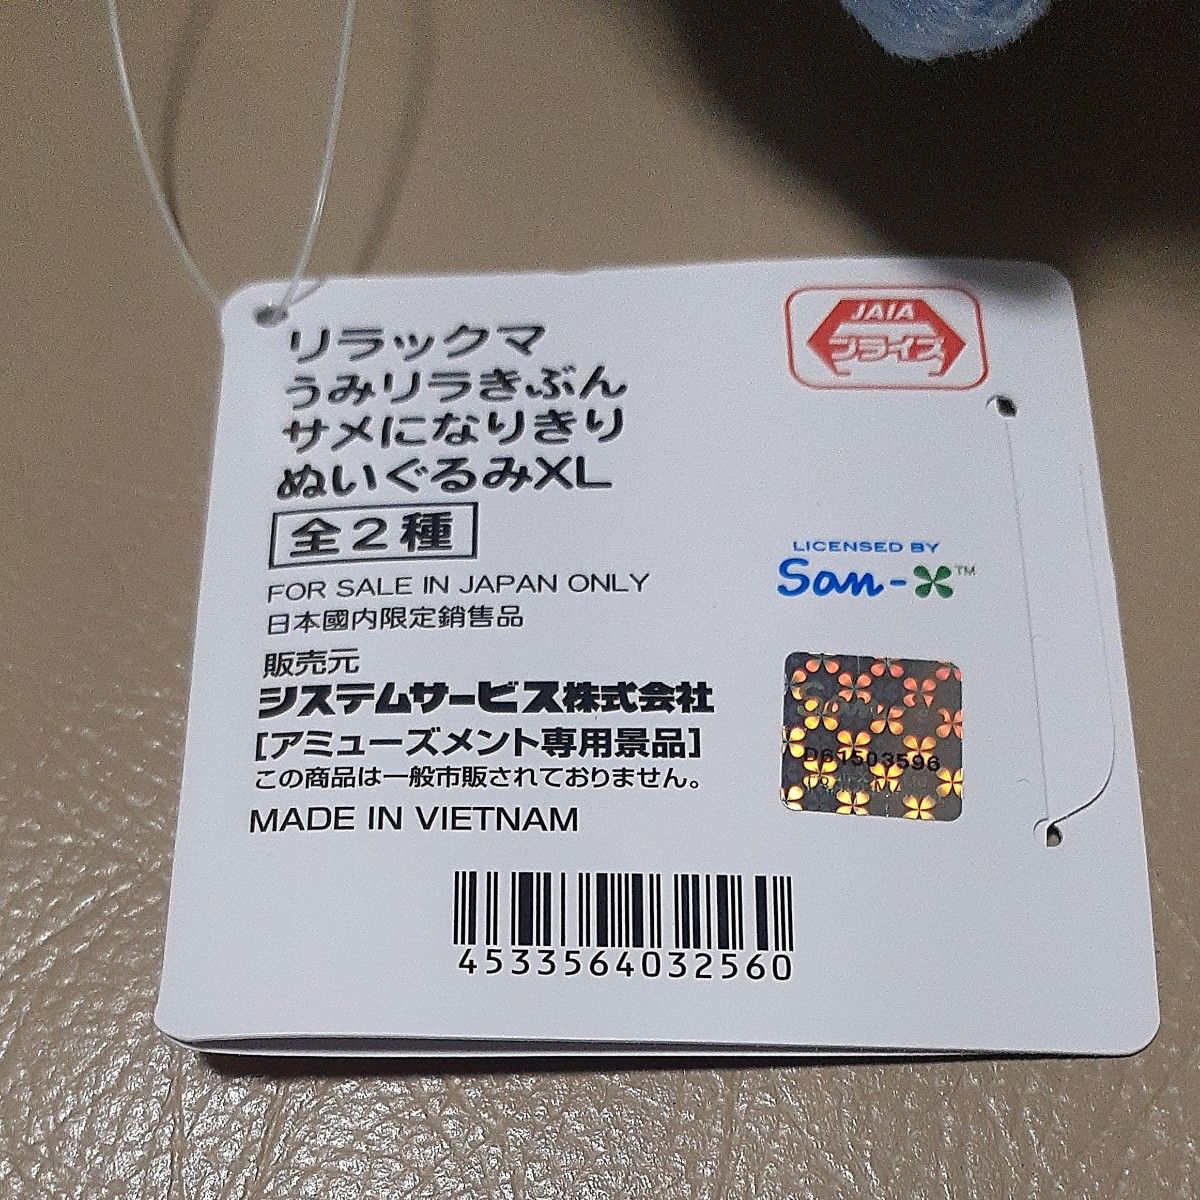 リラックマ
うみリラきぶん
サメになりきり
ぬいぐるみXL
全2種
FOR SALE IN JAPAN ONLY
日本國内限定銷售品
販売元
システムサービス株式会社
[アミューズメント専用景品]
この商品は一般市販されておりません。
MADE IN VIETNAM
JAIA
プライズ
LICENSED BY
San-x™
D61503596
4533564032560